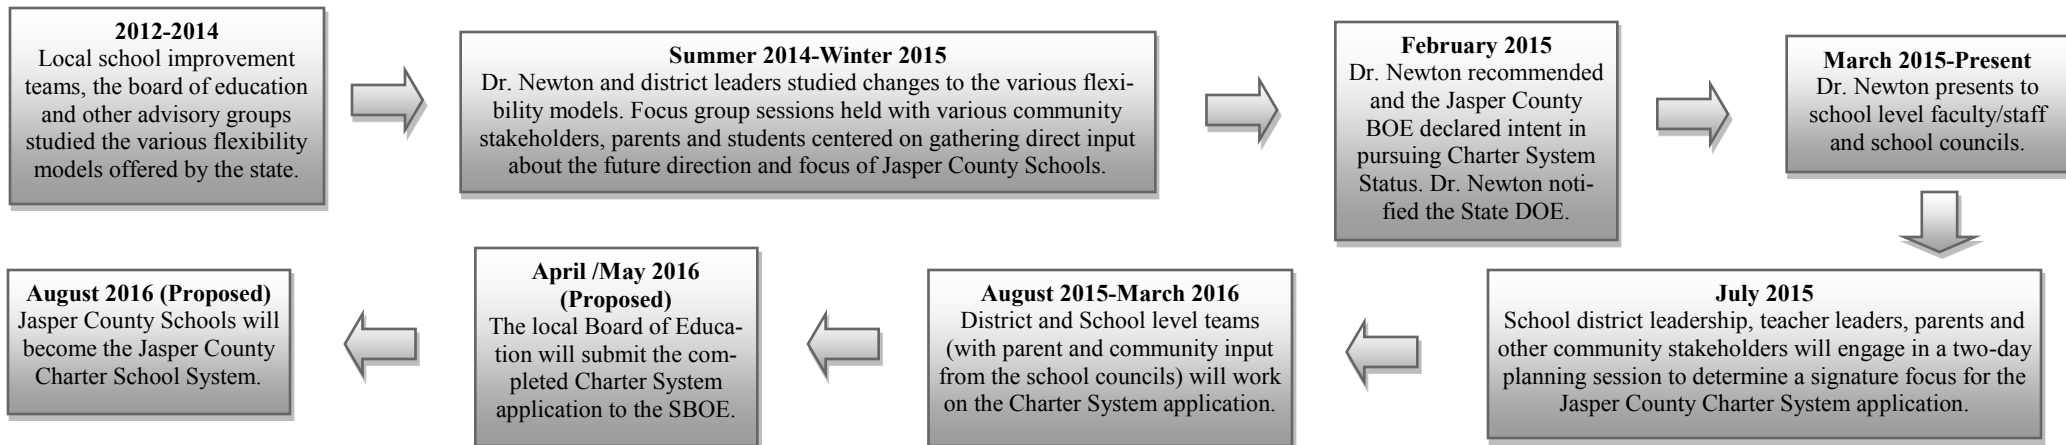 2012-2014
Local school improvement
teams, the board of education
and other advisory groups
studied the various flexibility
models offered by the state.
Summer 2014-Winter 2015
Dr. Newton and district leaders studied changes to the various flexi-
bility models. Focus group sessions held with various community
stakeholders, parents and students centered on gathering direct input
about the future direction and focus of Jasper County Schools.
February 2015
Dr. Newton recommended
and the Jasper County
BOE declared intent in
pursuing Charter System
Status. Dr. Newton noti-
fied the State DOE.
March 2015-Present
Dr. Newton presents to
school level faculty/staff
and school councils.
July 2015
School district leadership, teacher leaders, parents and
other community stakeholders will engage in a two-day
planning session to determine a signature focus for the
Jasper County Charter System application.
August 2015-March 2016
District and School level teams
(with parent and community input
from the school councils) will work
on the Charter System application.
April /May 2016
(Proposed)
The local Board of Educa-
tion will submit the com-
pleted Charter System
application to the SBOE.
August 2016 (Proposed)
Jasper County Schools will
become the Jasper County
Charter School System.